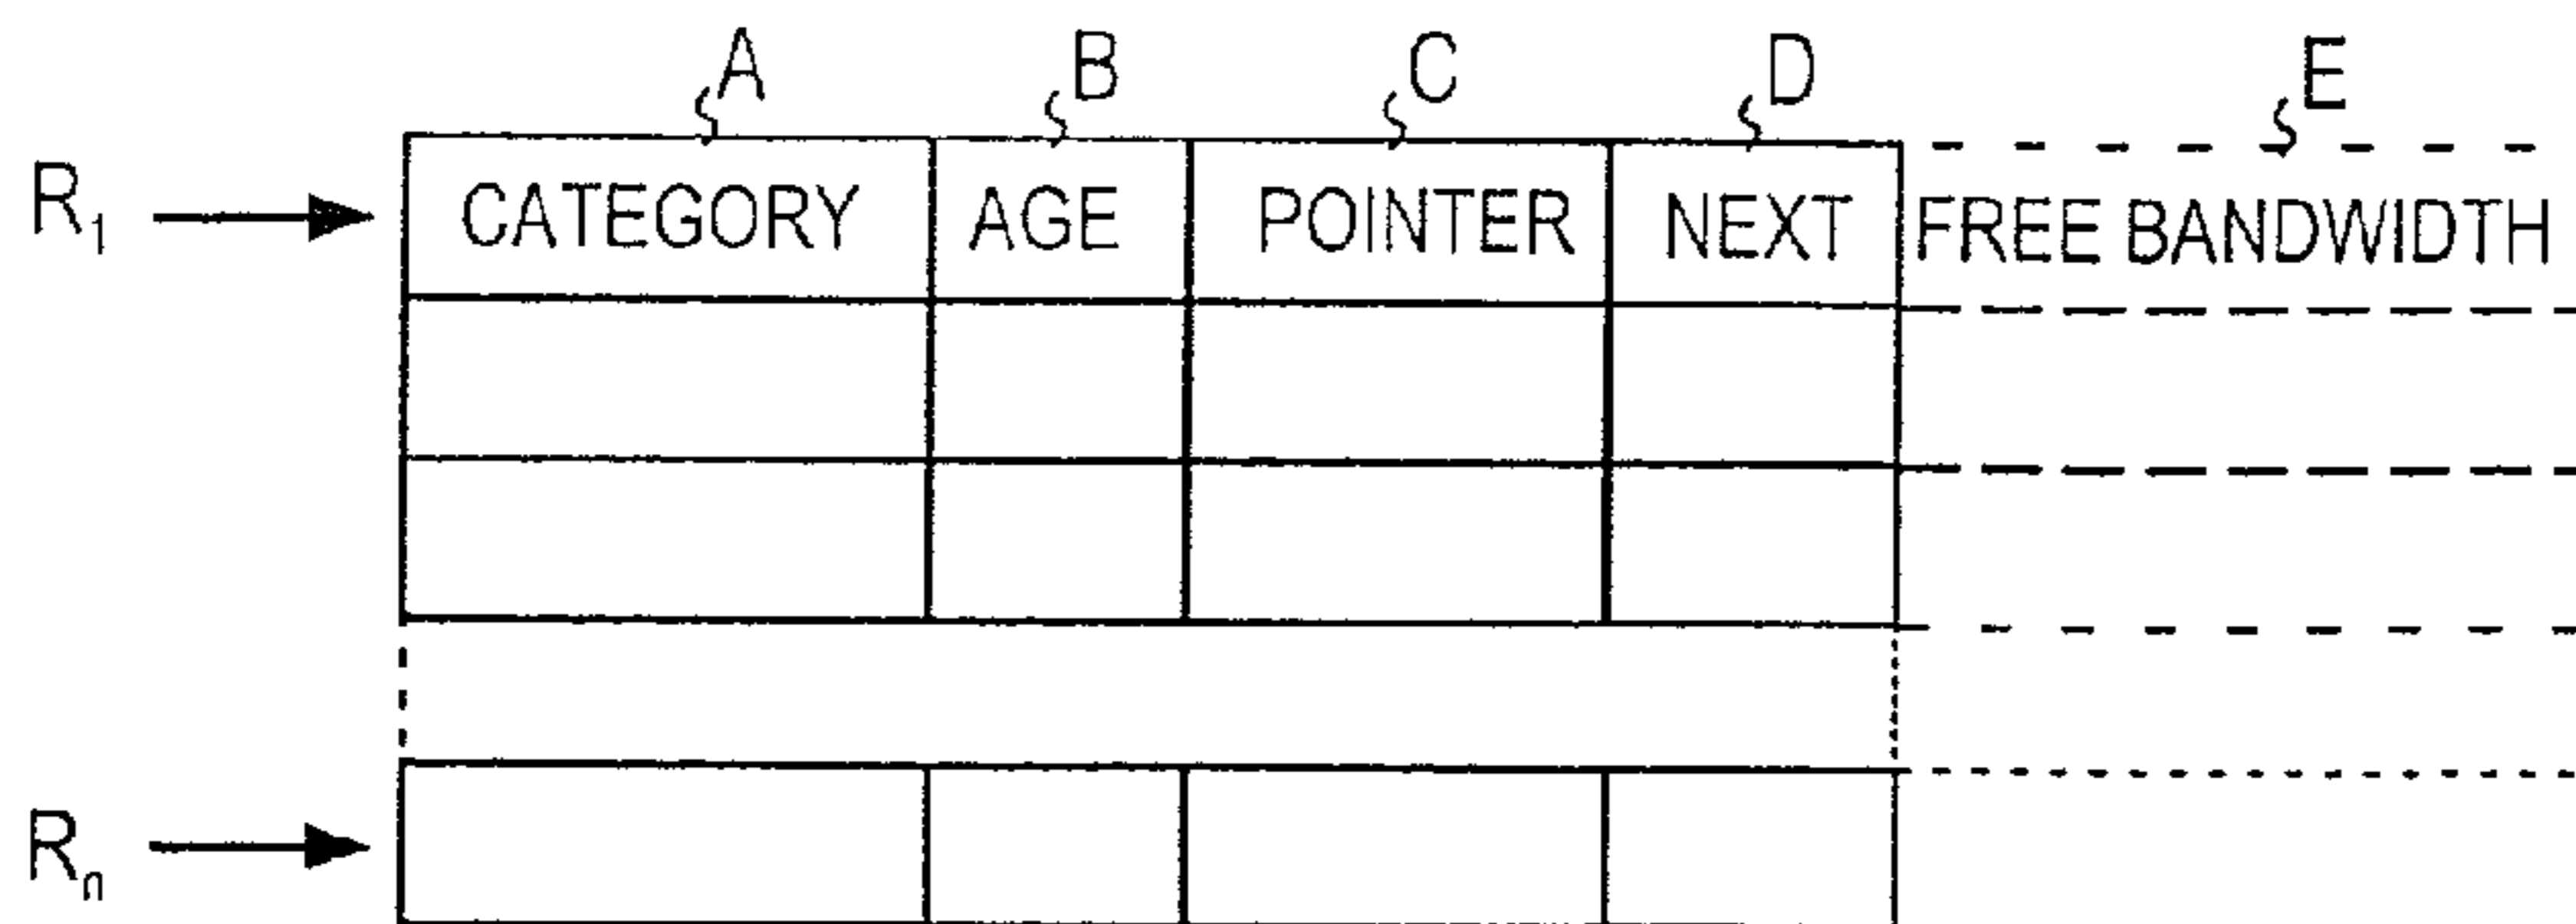 A B C D E
R₁ CATEGORY AGE POINTER NEXT FREE BANDWIDTH
Rₙ